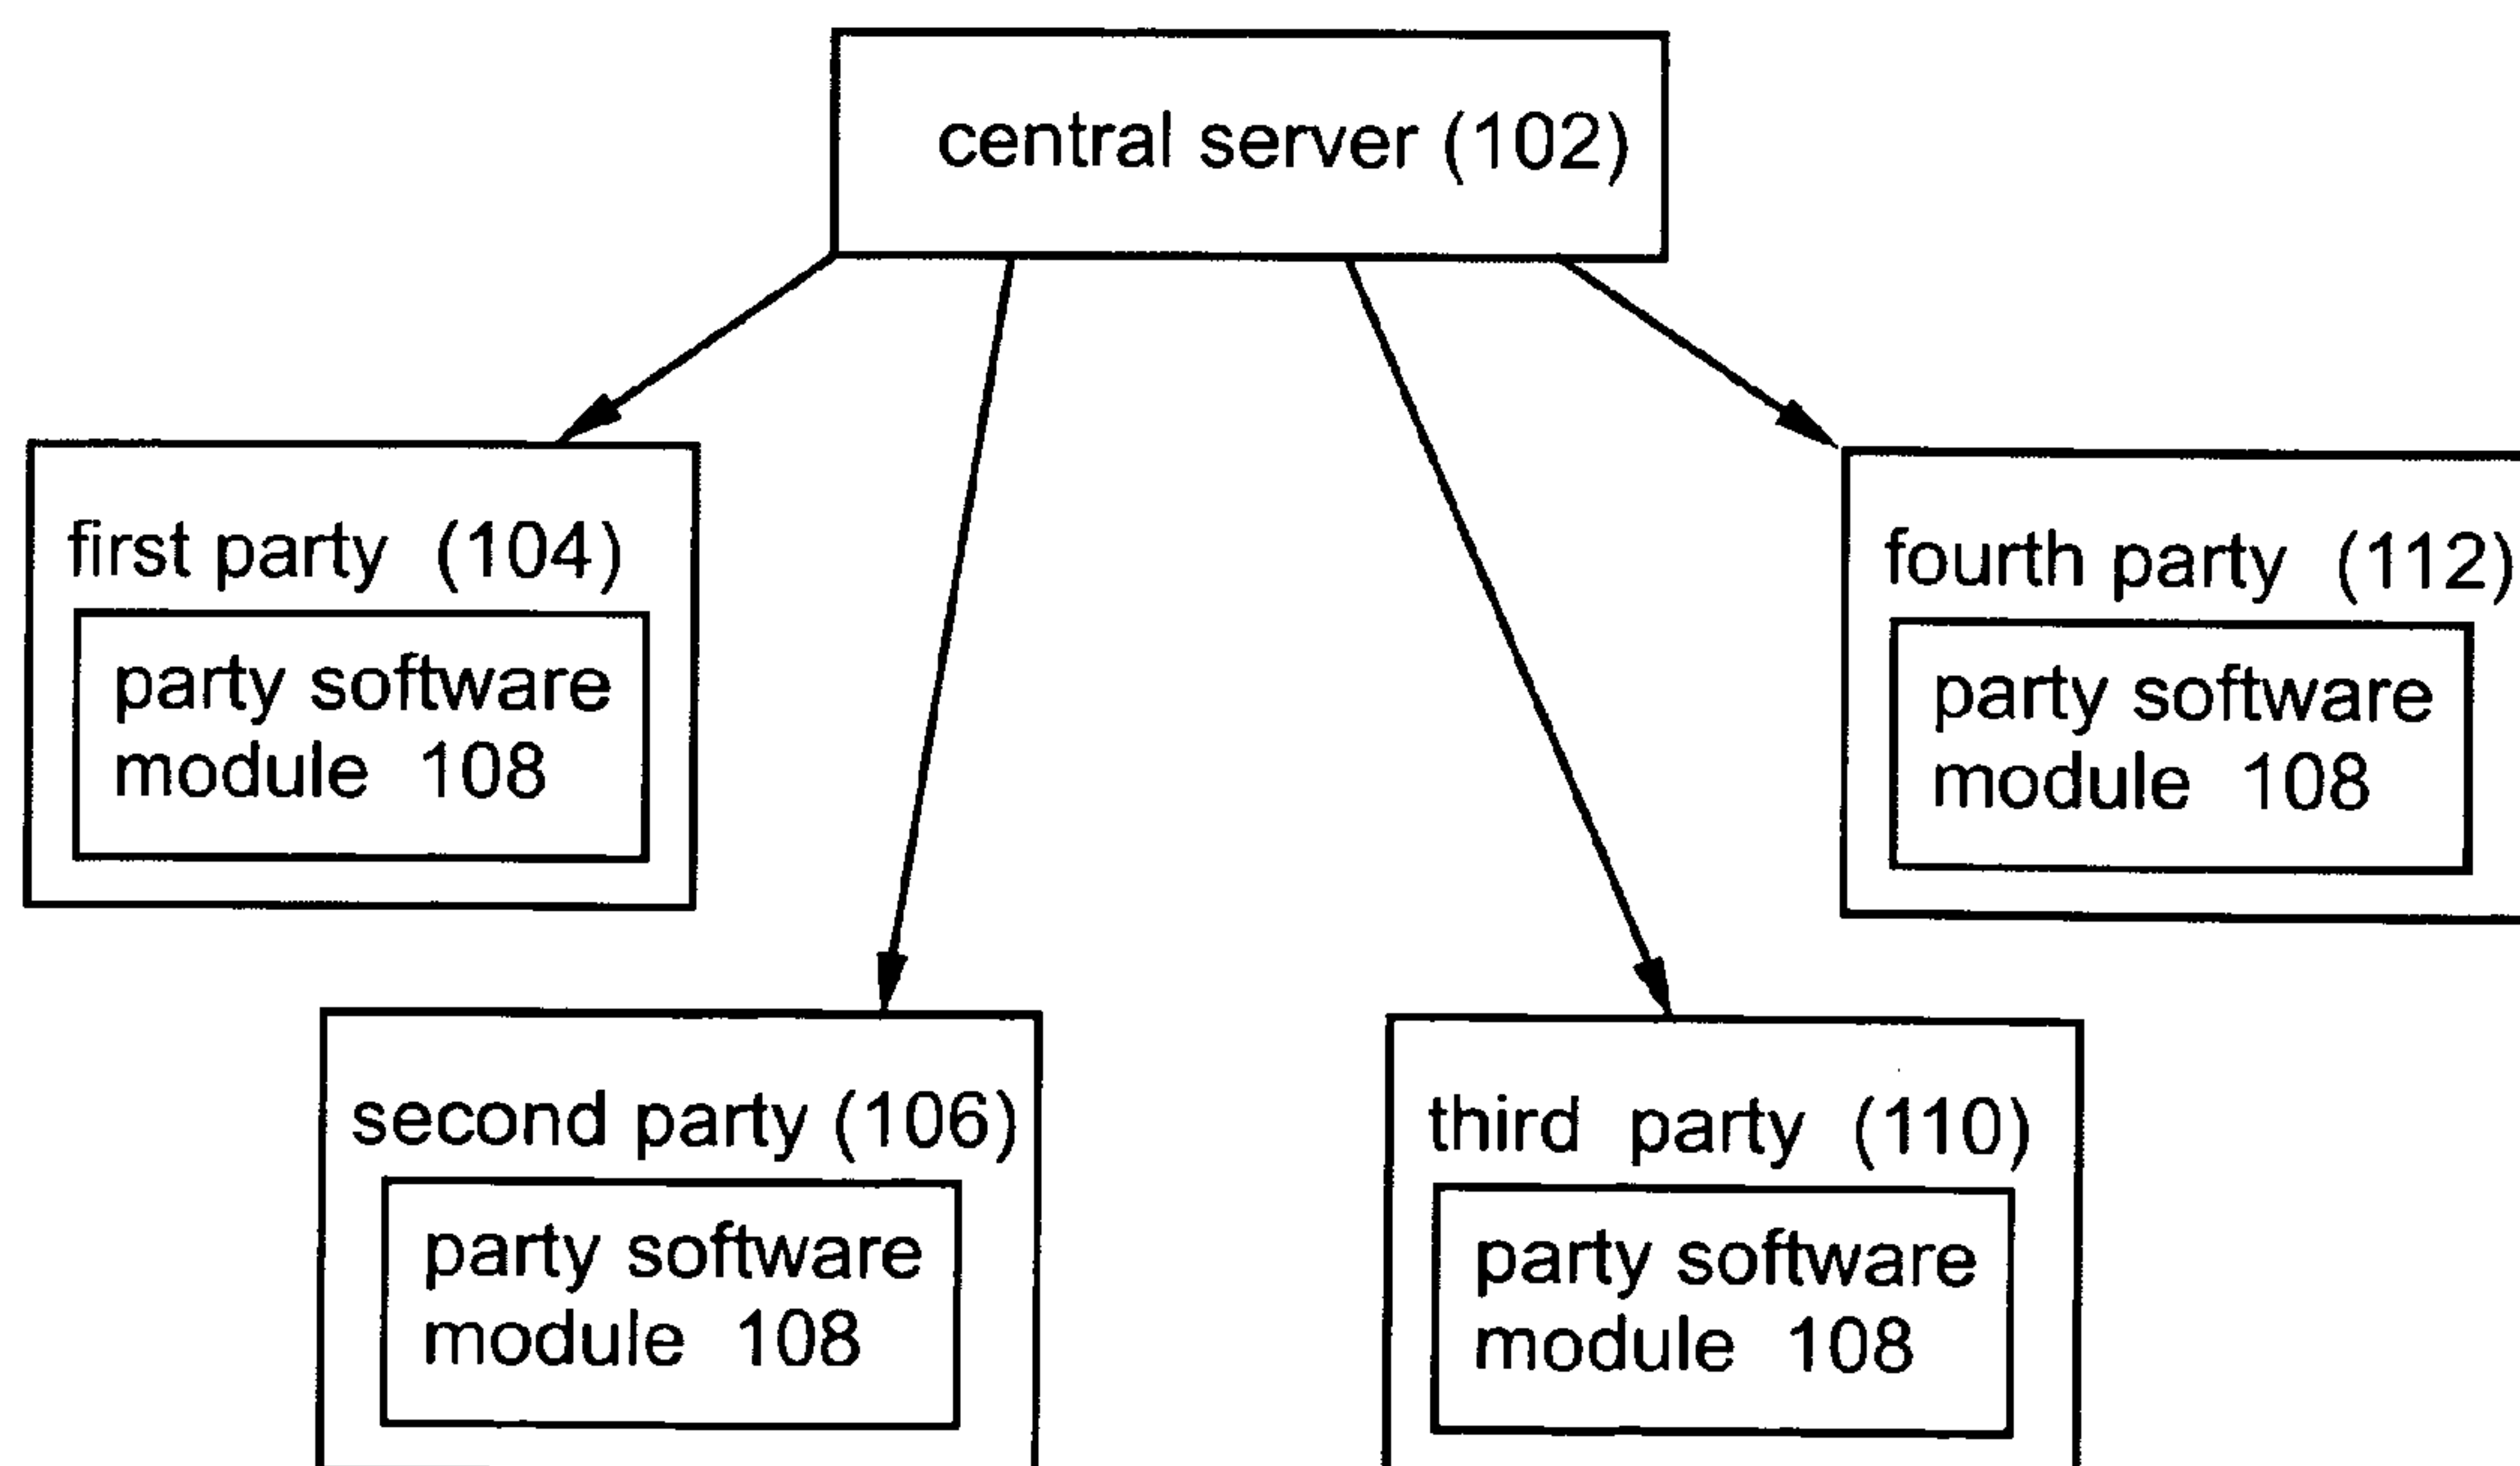 central server (102)
first party (104)
party software
module 108
fourth party (112)
party software
module 108
second party (106)
party software
module 108
third party (110)
party software
module 108